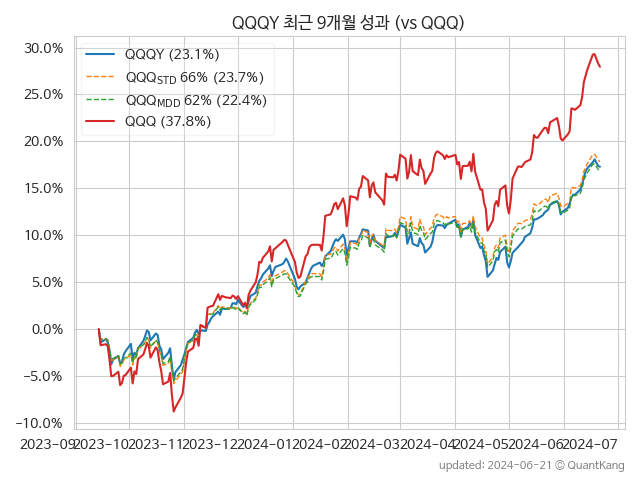 QQQY 최근 9개월 성과 (vs QQQ)
30.0%
25.0%
20.0%
15.0%
10.0%
5.0%
0.0%
−5.0%
−10.0%
QQQY (23.1%)
QQQSTD 66% (23.7%)
QQQMDD 62% (22.4%)
QQQ (37.8%)
2023-09 2023-10 2023-11 2023-12 2024-01 2024-02 2024-03 2024-04 2024-05 2024-06 2024-07
updated: 2024-06-21 © QuantKang